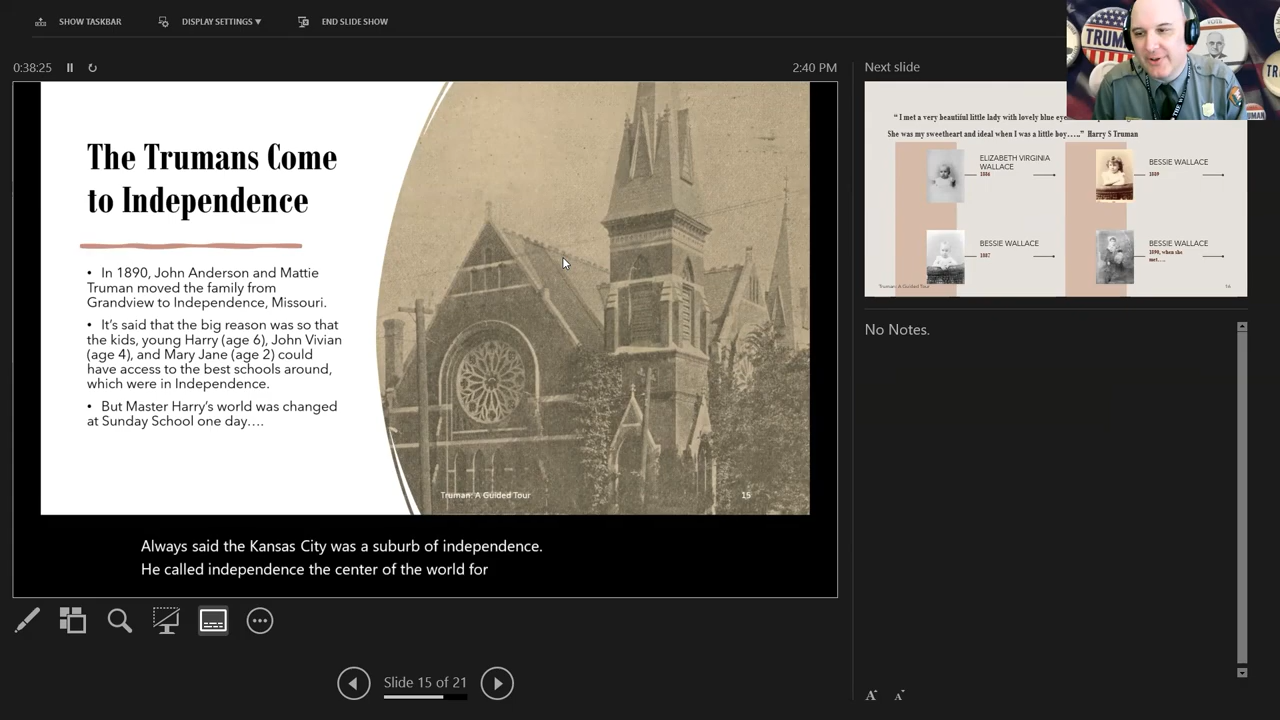 SHOW TASKBAR
DISPLAY SETTINGS ▼
END SLIDE SHOW
0:38:25
2:40 PM
The Trumans Come
to Independence
• In 1890, John Anderson and Mattie
Truman moved the family from
Grandview to Independence, Missouri.
• It’s said that the big reason was so that
the kids, young Harry (age 6), John Vivian
(age 4), and Mary Jane (age 2) could
have access to the best schools around,
which were in Independence.
• But Master Harry’s world was changed
at Sunday School one day….
Truman: A Guided Tour
15
Always said the Kansas City was a suburb of independence.
He called independence the center of the world for
Slide 15 of 21
Next slide
“ I met a very beautiful little lady with lovely blue
She was my sweetheart and ideal when I was a little boy….,” Harry S Truman
ELIZABETH VIRGINIA
WALLACE
1886
BESSIE WALLACE
1889
BESSIE WALLACE
1887
BESSIE WALLACE
1890, when she
met….
Truman: A Guided Tour
16
No Notes.
TRUM
VOTE